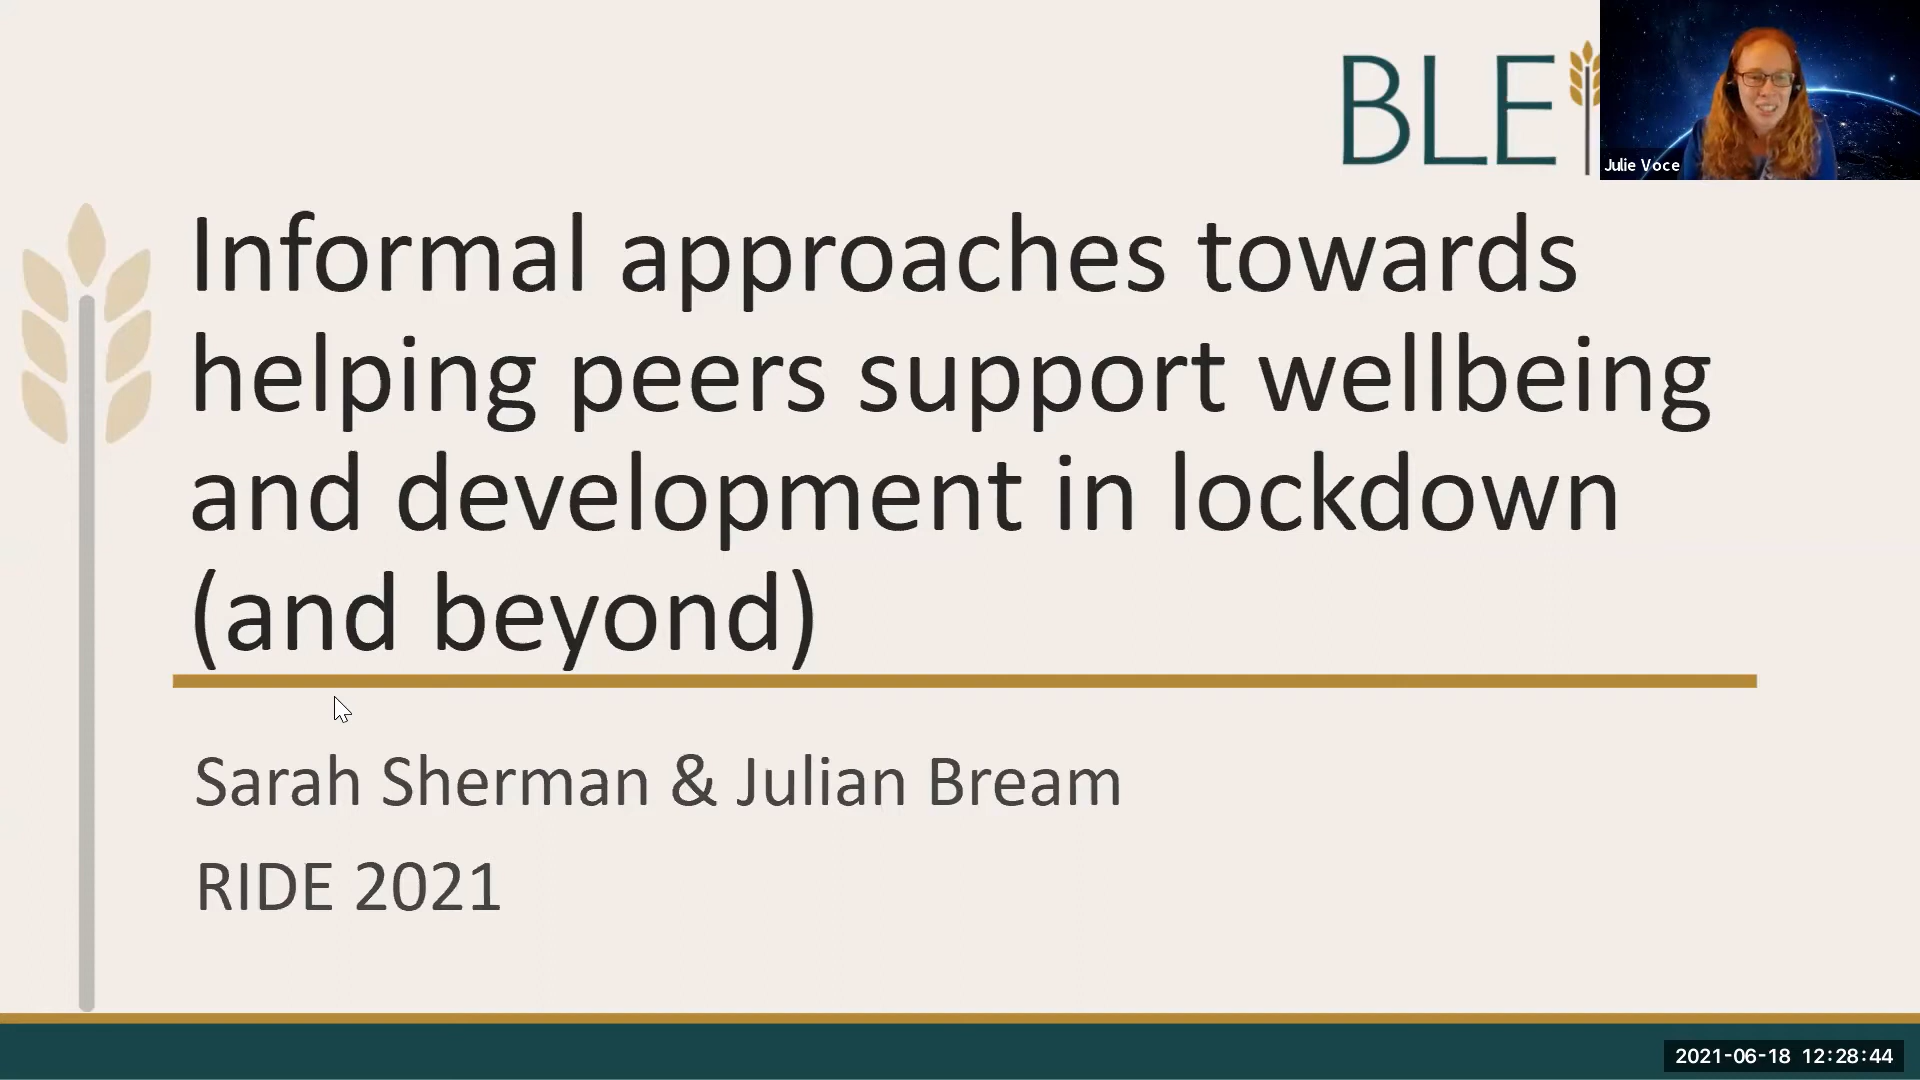 BLE
Julie Voce
Informal approaches towards
helping peers support wellbeing
and development in lockdown
(and beyond)
Sarah Sherman & Julian Bream
RIDE 2021
2021-06-18 12:28:44